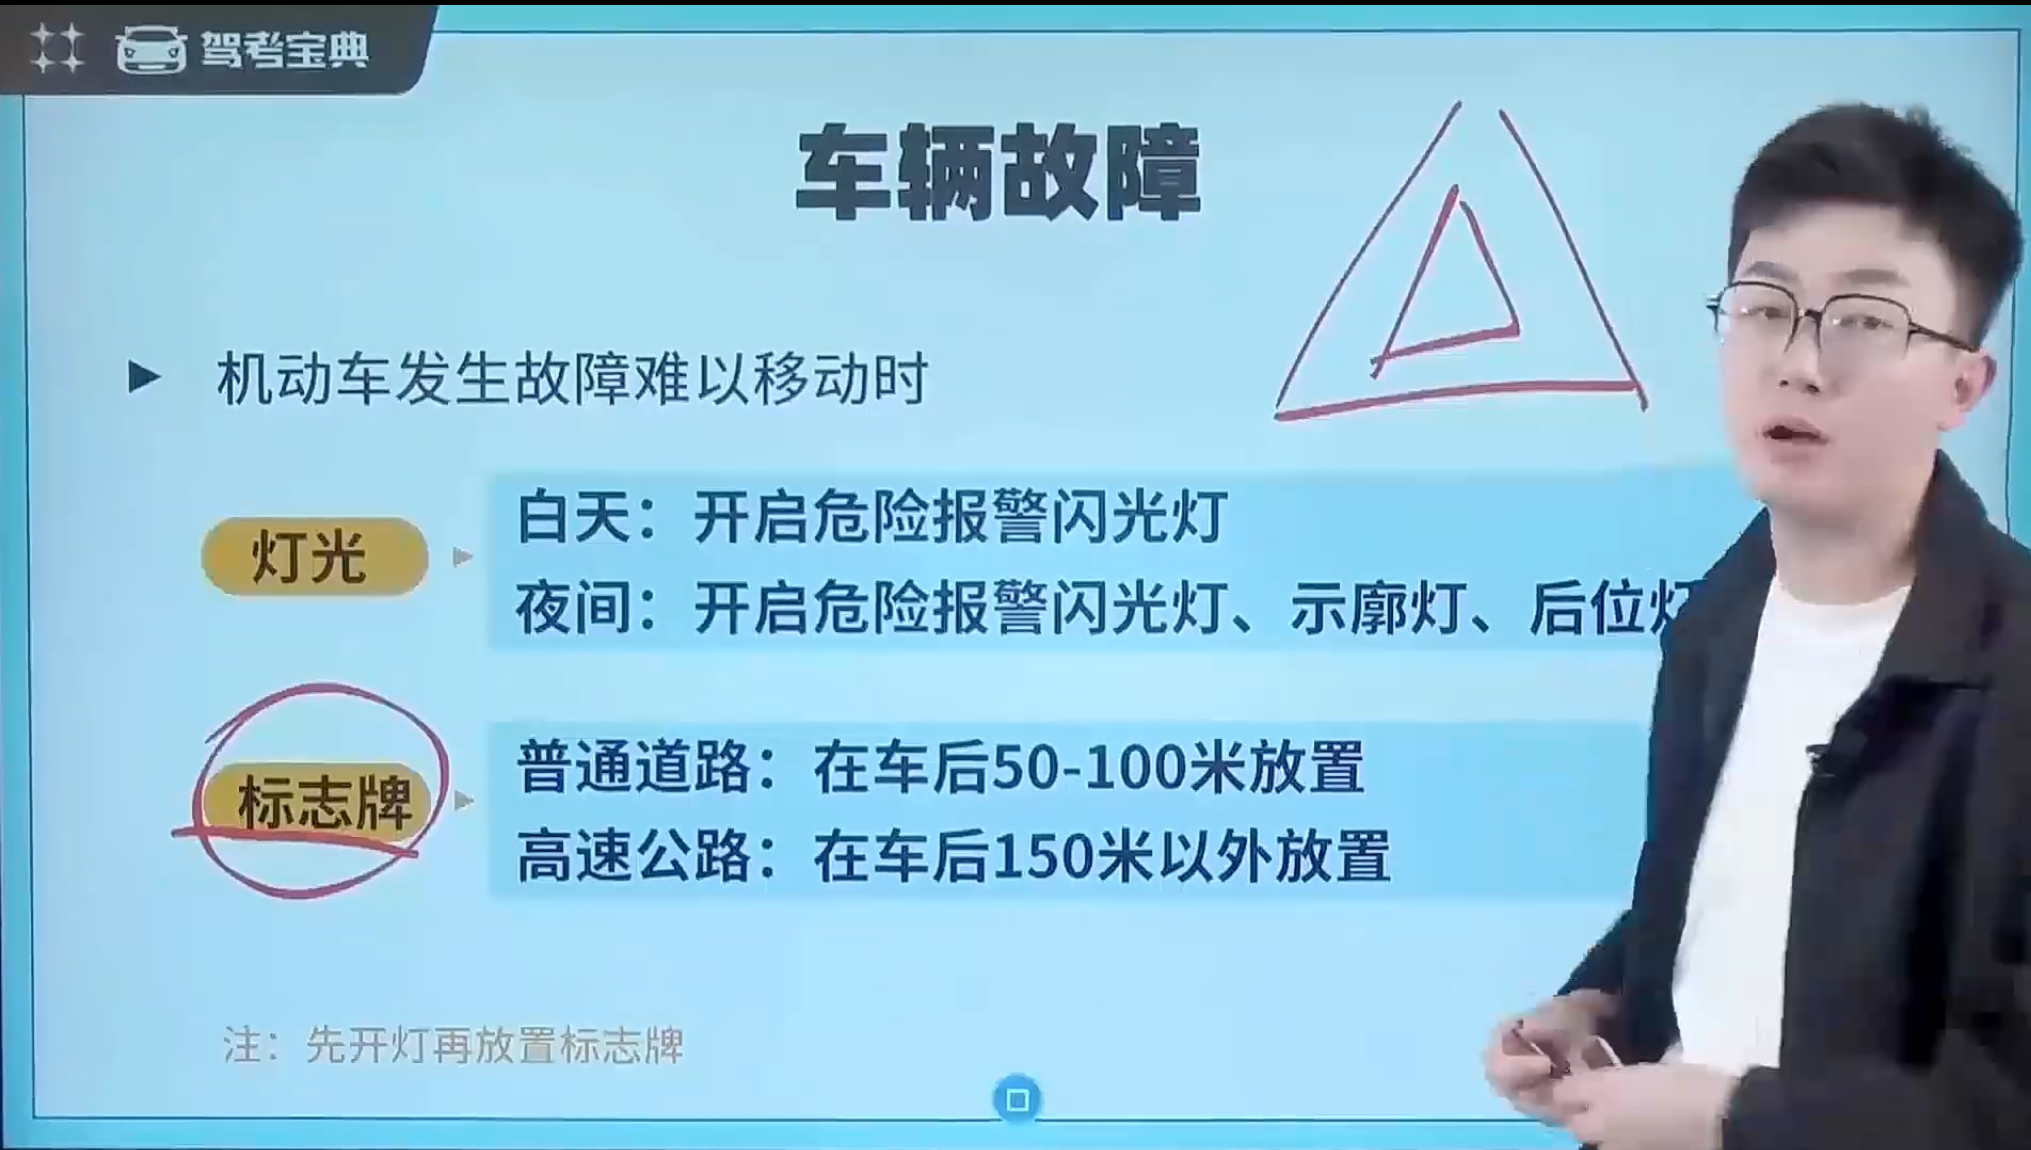 驾考宝典
车辆故障
机动车发生故障难以移动时
灯光
白天：开启危险报警闪光灯
夜间：开启危险报警闪光灯、示廓灯、后位灯
标志牌
普通道路：在车后50-100米放置
高速公路：在车后150米以外放置
注：先开灯再放置标志牌